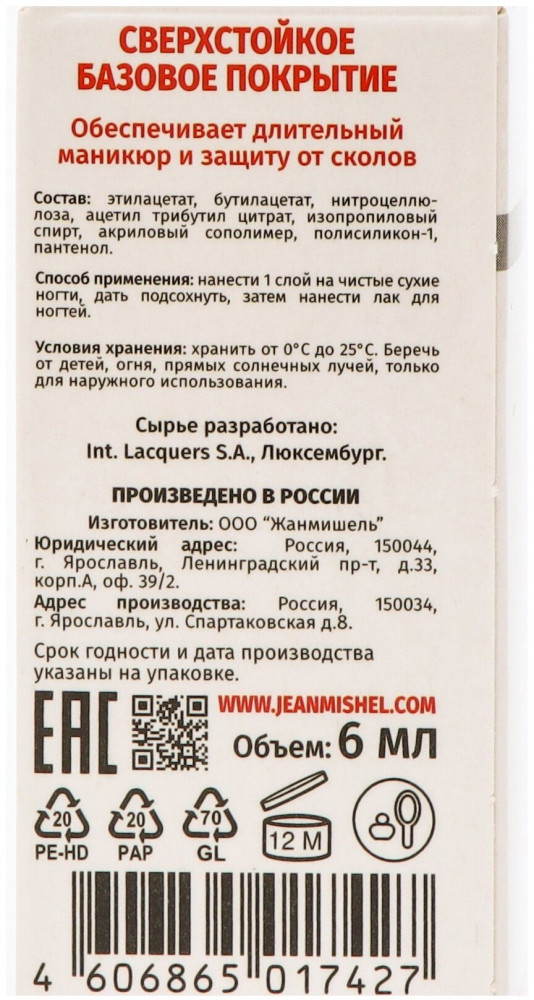 СВЕРХСТОЙКОЕ
БАЗОВОЕ ПОКРЫТИЕ
Обеспечивает длительный
маникюр и защиту от сколов
Состав: этилацетат, бутилацетат, нитроцеллю-
лоза, ацетил трибутил цитрат, изопропиловый
спирт, акриловый сополимер, полисиликон-1,
пантенол.
Способ применения: нанести 1 слой на чистые сухие
ногти, дать подсохнуть, затем нанести лак для
ногтей.
Условия хранения: хранить от 0°С до 25°С. Беречь
от детей, огня, прямых солнечных лучей, только
для наружного использования.
Сырье разработано:
Int. Lacquers S.A., Люксембург.
ПРОИЗВЕДЕНО В РОССИИ
Изготовитель: ООО "Жанмишель"
Юридический адрес: Россия, 150044,
г. Ярославль, Ленинградский пр-т, д.33,
корп.А, оф. 39/2.
Адрес производства: Россия, 150034,
г. Ярославль, ул. Спартаковская д.8.
Срок годности и дата производства
указаны на упаковке.
EAC
WWW.JEANMISHEL.COM
Объем: 6 мл
20 20 70 12 M
PE-HD PAP GL
4 606865 017427